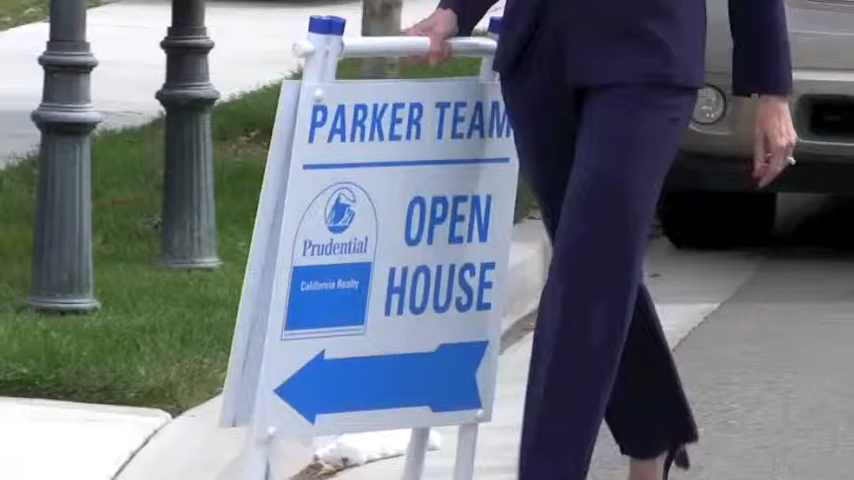 PARKER TEAM
OPEN
HOUSE
Prudential
California Realty